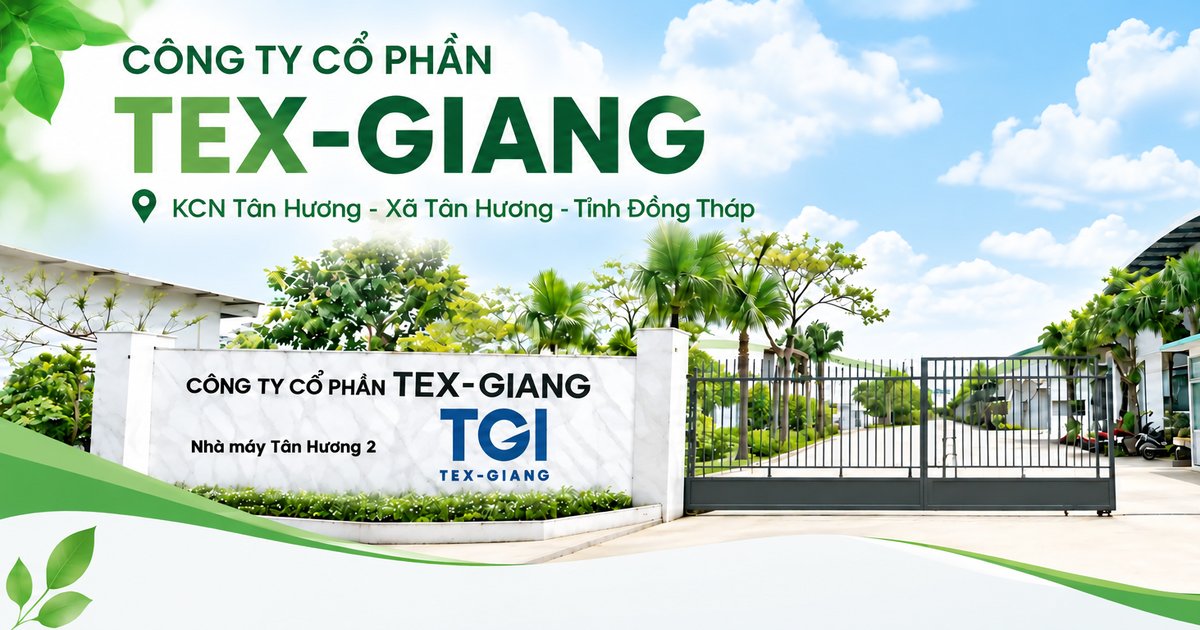 CÔNG TY CỔ PHẦN
TEX-GIANG
KCN Tân Hương - Xã Tân Hương - Tỉnh Đồng Tháp
CÔNG TY CỔ PHẦN TEX-GIANG
TGI
Nhà máy Tân Hương 2
TEX-GIANG